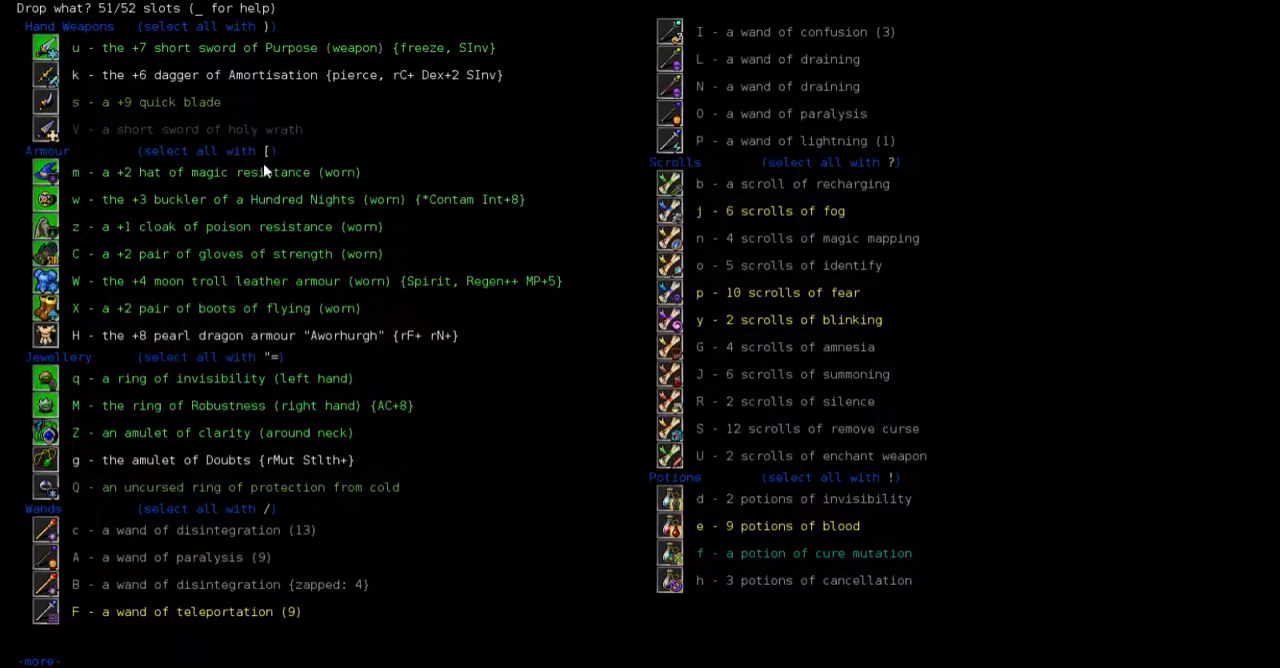 Drop what? 51/52 slots (_ for help)
Hand Weapons (select all with ))
u - the +7 short sword of Purpose (weapon) {freeze, SInv}
k - the +6 dagger of Amortisation {pierce, rC+ Dex+2 SInv}
s - a +9 quick blade
V - a short sword of holy wrath
Armour (select all with [)
m - a +2 hat of magic resistance (worn)
w - the +3 buckler of a Hundred Nights (worn) {*Contam Int+8}
z - a +1 cloak of poison resistance (worn)
C - a +2 pair of gloves of strength (worn)
W - the +4 moon troll leather armour (worn) {Spirit, Regen++ MP+5}
X - a +2 pair of boots of flying (worn)
H - the +8 pearl dragon armour "Aworhurgh" {rF+ rN+}
Jewellery (select all with "=)
q - a ring of invisibility (left hand)
M - the ring of Robustness (right hand) {AC+8}
Z - an amulet of clarity (around neck)
g - the amulet of Doubts {rMut Stlth+}
Q - an uncursed ring of protection from cold
Wands (select all with /)
c - a wand of disintegration (13)
A - a wand of paralysis (9)
B - a wand of disintegration {zapped: 4}
F - a wand of teleportation (9)
I - a wand of confusion (3)
L - a wand of draining
N - a wand of draining
O - a wand of paralysis
P - a wand of lightning (1)
Scrolls (select all with ?)
b - a scroll of recharging
j - 6 scrolls of fog
n - 4 scrolls of magic mapping
o - 5 scrolls of identify
p - 10 scrolls of fear
y - 2 scrolls of blinking
G - 4 scrolls of amnesia
J - 6 scrolls of summoning
R - 2 scrolls of silence
S - 12 scrolls of remove curse
U - 2 scrolls of enchant weapon
Potions (select all with !)
d - 2 potions of invisibility
e - 9 potions of blood
f - a potion of cure mutation
h - 3 potions of cancellation
-more-